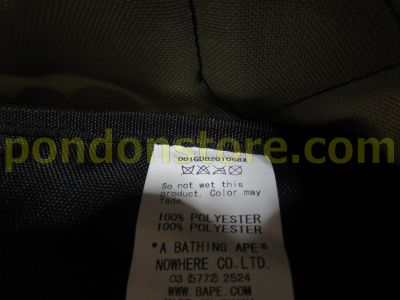 001GDB201068X
So not wet this
product. Color may
fade.
pondonstore.com
100% POLYESTER
100% POLYESTER
"A BATHING APE®
NOWHERE CO.LTD.
03(5772)2524
WWW.BAPE.COM